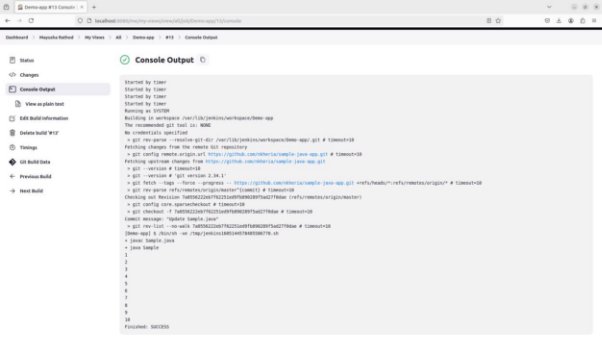 Demo-app #13 Console
localhost:8080/me/my-views/view/all/job/Demo-app/13/console
Dashboard > Mayusha Rathod > My Views > All > Demo-app > #13 > Console Output
Status
Changes
Console Output
View as plain text
Edit Build Information
Delete build '#13'
Timings
Git Build Data
Previous Build
Next Build
Console Output
Started by timer
Started by timer
Started by timer
Started by timer
Running as SYSTEM
Building in workspace /var/lib/jenkins/workspace/Demo-app
The recommended git tool is: NONE
No credentials specified
> git rev-parse --resolve-git-dir /var/lib/jenkins/workspace/Demo-app/.git # timeout=10
Fetching changes from the remote Git repository
> git config remote.origin.url https://github.com/nkheria/sample-java-app.git # timeout=10
Fetching upstream changes from https://github.com/nkheria/sample-java-app.git
> git --version # timeout=10
> git --version # 'git version 2.34.1'
> git fetch --tags --force --progress -- https://github.com/nkheria/sample-java-app.git +refs/heads/*:refs/remotes/origin/* # timeout=10
> git rev-parse refs/remotes/origin/master^{commit} # timeout=10
Checking out Revision (refs/remotes/origin/master)
> git config core.sparsecheckout # timeout=10
> git checkout -f # timeout=10
Commit message: "Update Sample.java"
> git rev-list --no-walk # timeout=10
[Demo-app] $ /bin/sh -xe
+ javac Sample.java
+ java Sample
1
2
3
4
5
6
7
8
9
10
Finished: SUCCESS